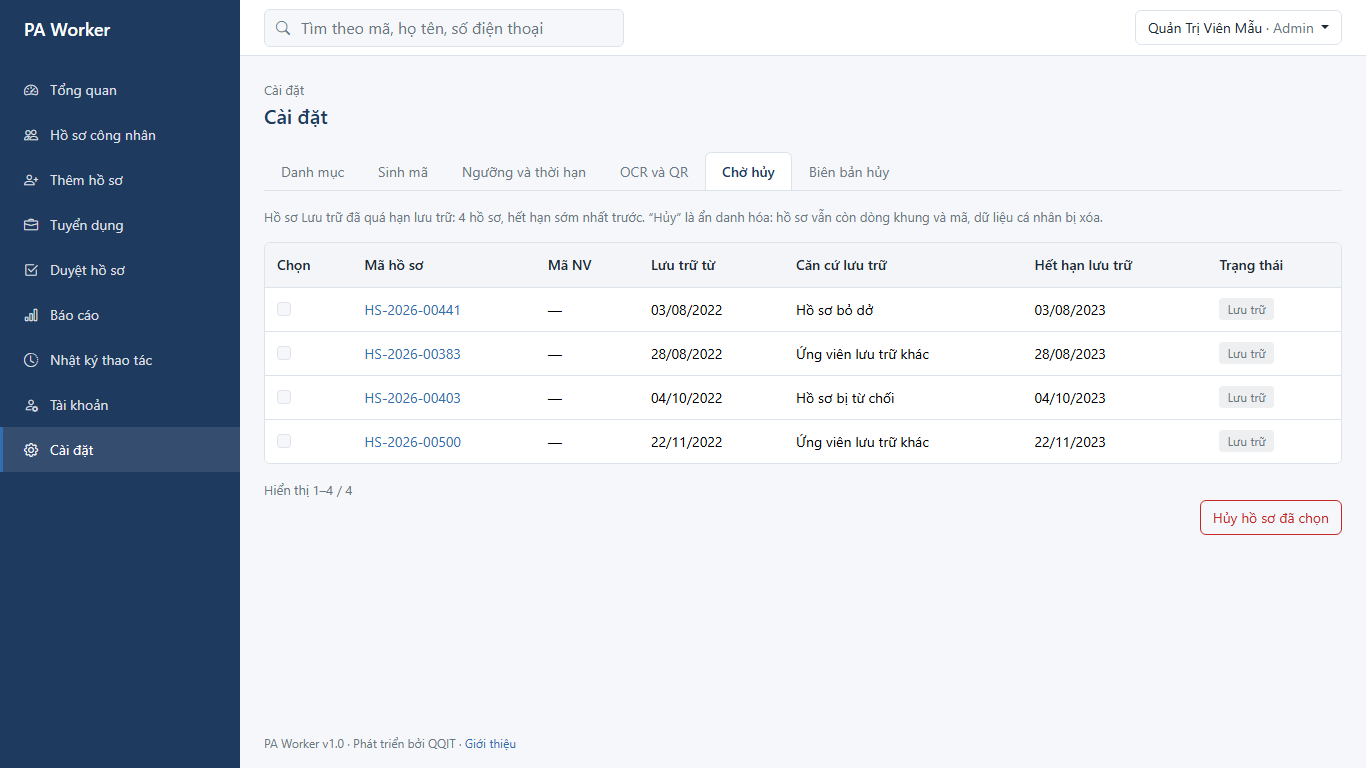 PA Worker
Tìm theo mã, họ tên, số điện thoại
Quản Trị Viên Mẫu · Admin
Tổng quan
Hồ sơ công nhân
Thêm hồ sơ
Tuyển dụng
Duyệt hồ sơ
Báo cáo
Nhật ký thao tác
Tài khoản
Cài đặt
Cài đặt
Cài đặt
Danh mục Sinh mã Ngưỡng và thời hạn OCR và QR Chờ hủy Biên bản hủy
Hồ sơ Lưu trữ đã quá hạn lưu trữ: 4 hồ sơ, hết hạn sớm nhất trước. “Hủy” là ẩn danh hóa: hồ sơ vẫn còn dòng khung và mã, dữ liệu cá nhân bị xóa.
Chọn Mã hồ sơ Mã NV Lưu trữ từ Căn cứ lưu trữ Hết hạn lưu trữ Trạng thái
HS-2026-00441 — 03/08/2022 Hồ sơ bỏ dở 03/08/2023 Lưu trữ
HS-2026-00383 — 28/08/2022 Ứng viên lưu trữ khác 28/08/2023 Lưu trữ
HS-2026-00403 — 04/10/2022 Hồ sơ bị từ chối 04/10/2023 Lưu trữ
HS-2026-00500 — 22/11/2022 Ứng viên lưu trữ khác 22/11/2023 Lưu trữ
Hiển thị 1–4 / 4
Hủy hồ sơ đã chọn
PA Worker v1.0 · Phát triển bởi QQIT · Giới thiệu